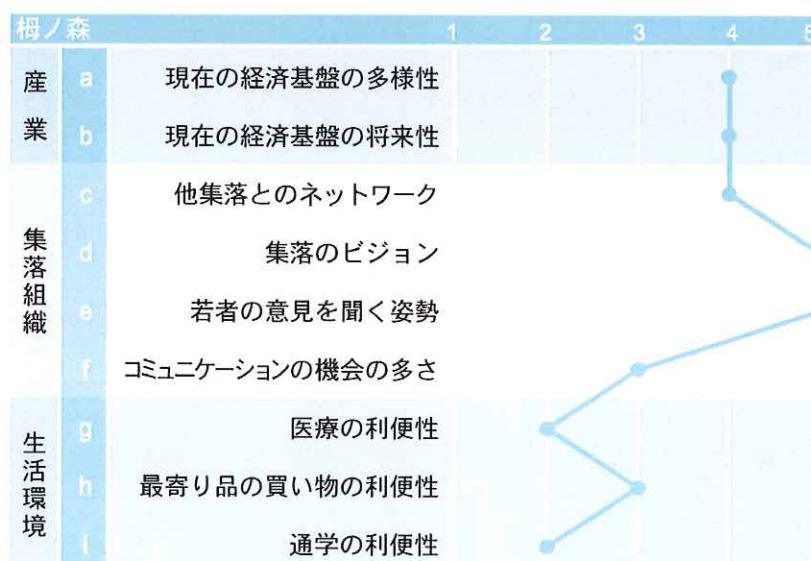 栂ノ森 1 2 3 4 5
産業
a 現在の経済基盤の多様性
b 現在の経済基盤の将来性
集落組織
c 他集落とのネットワーク
d 集落のビジョン
e 若者の意見を聞く姿勢
f コミュニケーションの機会の多さ
生活環境
g 医療の利便性
h 最寄り品の買い物の利便性
i 通学の利便性